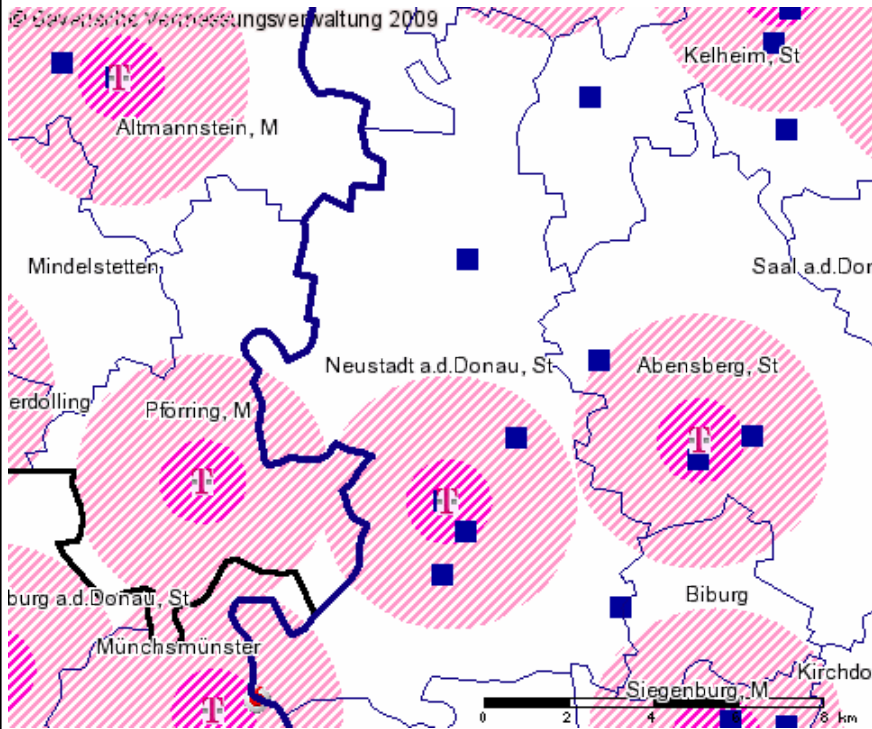 © Bayerische Vermessungsverwaltung 2009
Kelheim, St
T
Altmannstein, M
Mindelstetten
Saal a.d.Don
Neustadt a.d.Donau, St
Abensberg, St
erdolling
Pförring, M
T
T
T
burg a.d.Donau, St
Biburg
Münchsmünster
Kirchdo
Siegenburg, M
T
0 2 4 6 8 km